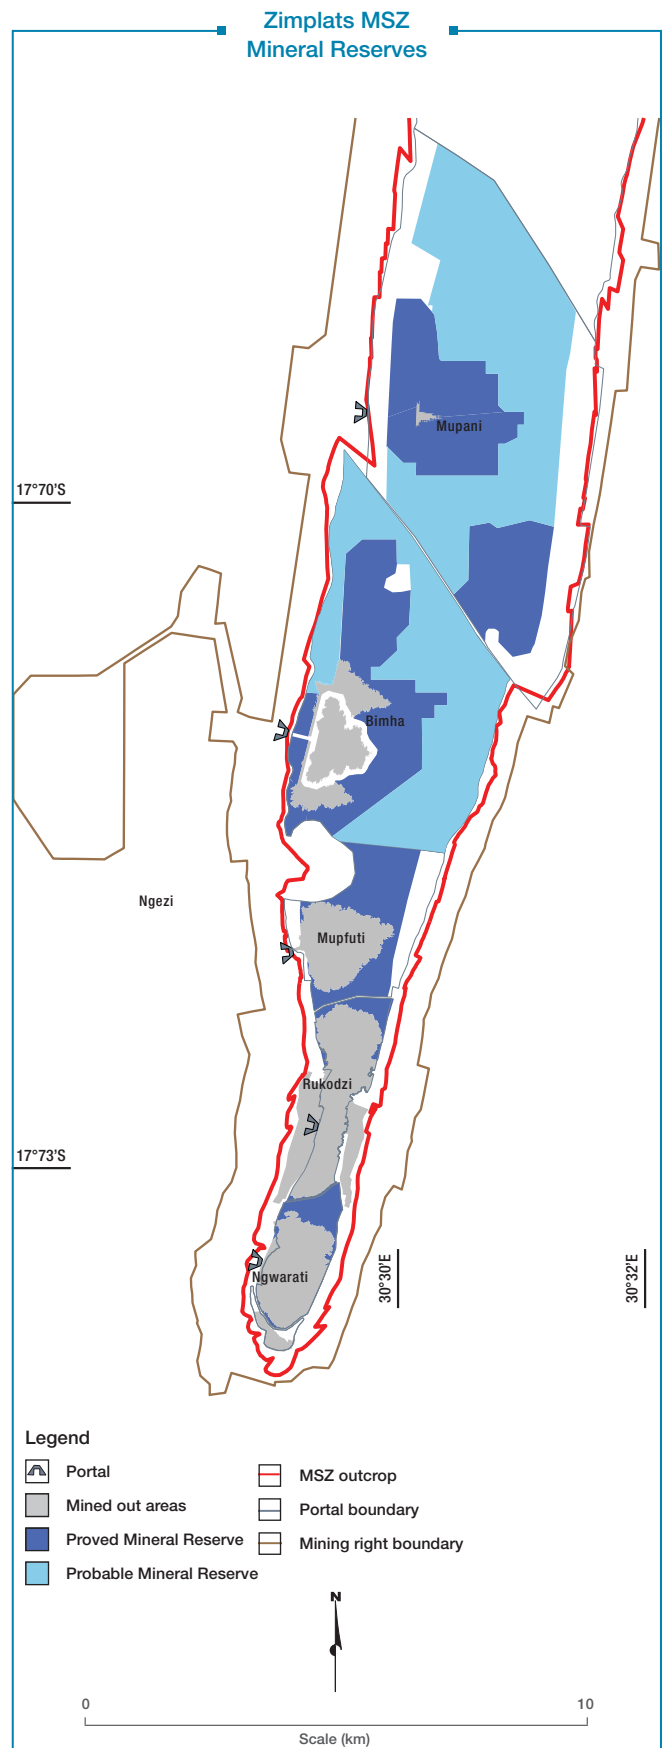 Zimplats MSZ
Mineral Reserves
Mupani
17°70'S
Bimha
Ngezi
Mupfuti
Rukodzi
17°73'S
30°30'E
30°32'E
Ngwarati
Legend
Portal
Mined out areas
Proved Mineral Reserve
Probable Mineral Reserve
MSZ outcrop
Portal boundary
Mining right boundary
N
0 10
Scale (km)